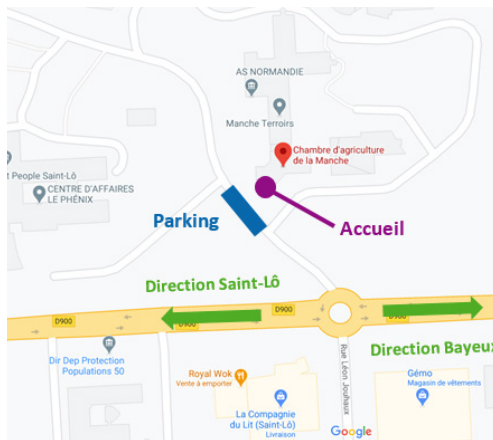 AS NORMANDIE
Manche Terroirs
Chambre d'agriculture
de la Manche
t People Saint-Lô
CENTRE D'AFFAIRES
LE PHÉNIX
Parking
Accueil
Direction Saint-Lô
D900
D900
D900
D900
Direction Bayeux
Dir Dep Protection
Populations 50
Rue Léon Jouhaux
Royal Wok
Vente à emporter
Gémo
Magasin de vêtements
La Compagnie
du Lit (Saint-Lô)
Livraison
Google